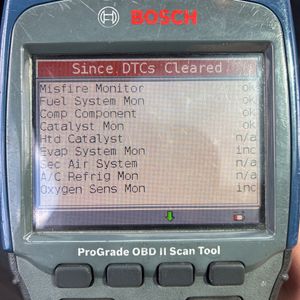 BOSCH
Since DTCs Cleared
Misfire Monitor ok
Fuel System Mon ok
Comp Component ok
Catalyst Mon ok
Htd Catalyst n/a
Evap System Mon inc
Sec Air System n/a
A/C Refrig Mon n/a
Oxygen Sens Mon inc
ProGrade OBD II Scan Tool